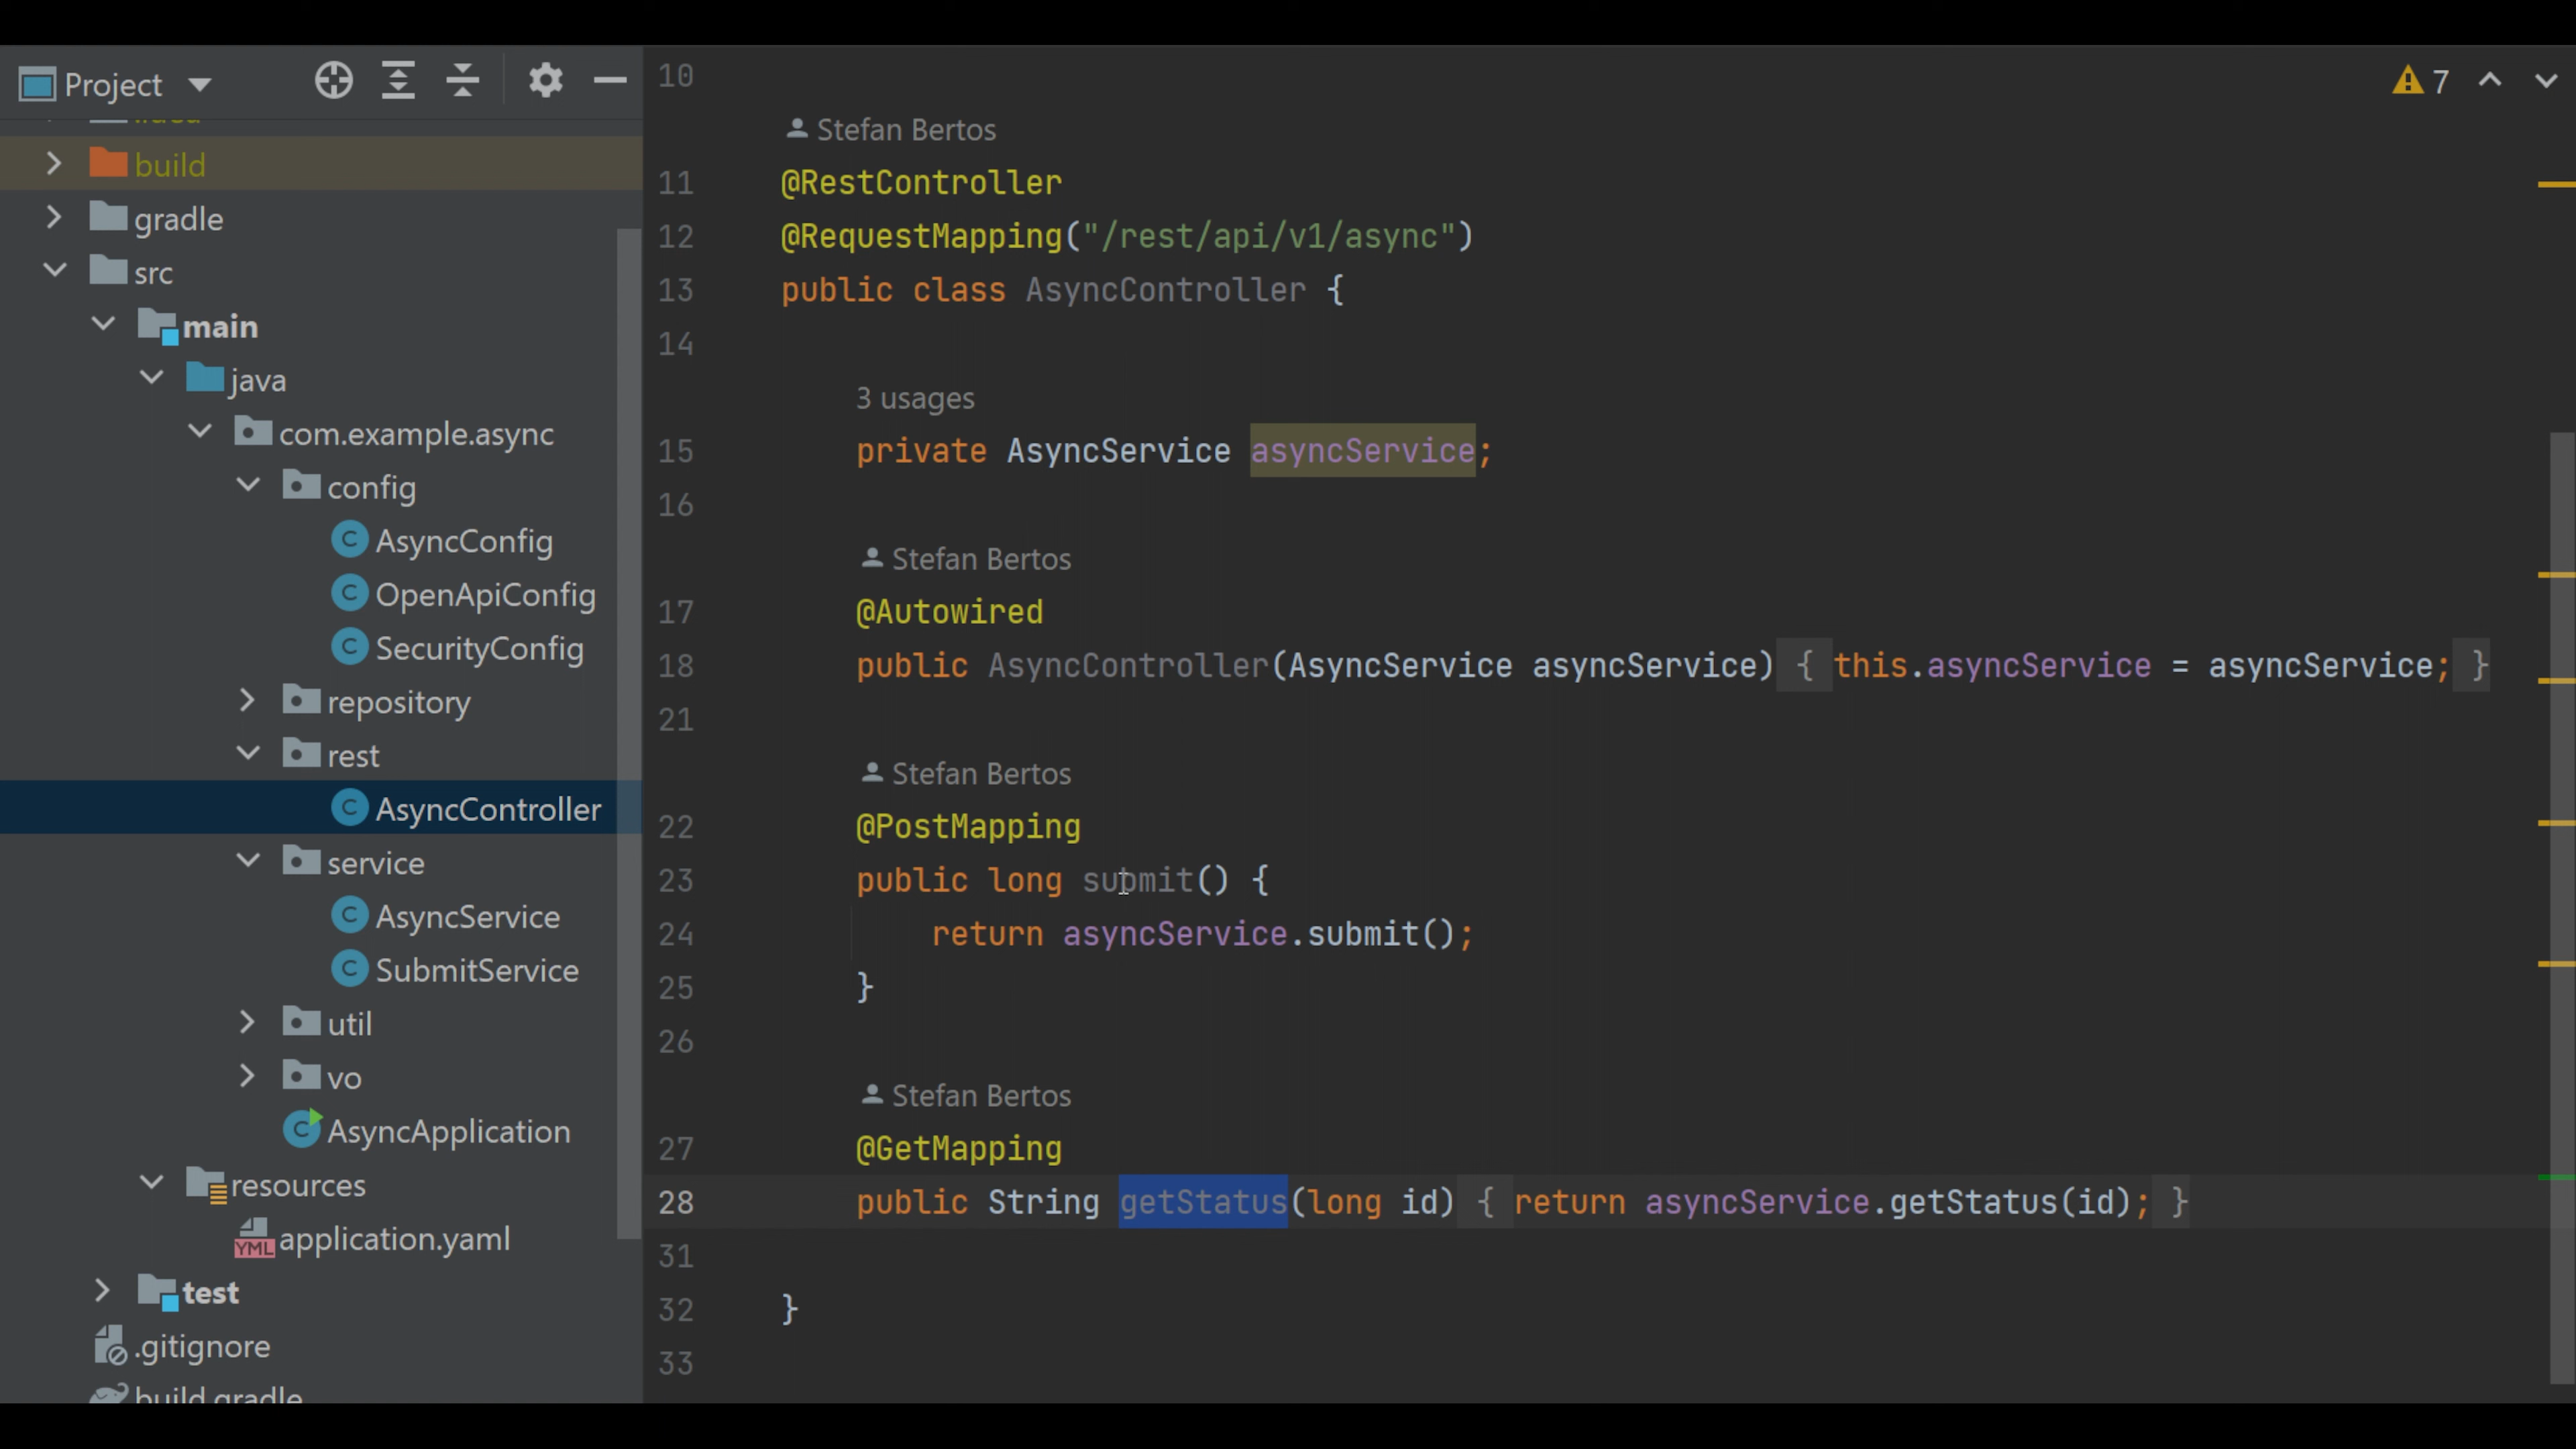 Project
build
gradle
src
main
java
com.example.async
config
AsyncConfig
OpenApiConfig
SecurityConfig
repository
rest
AsyncController
service
AsyncService
SubmitService
util
vo
AsyncApplication
resources
YML application.yaml
test
.gitignore
build.gradle
7
10
Stefan Bertos
11 @RestController
12 @RequestMapping("/rest/api/v1/async")
13 public class AsyncController {
14
3 usages
15 private AsyncService asyncService;
16
Stefan Bertos
17 @Autowired
18 public AsyncController(AsyncService asyncService) { this.asyncService = asyncService; }
21
Stefan Bertos
22 @PostMapping
23 public long submit() {
24 return asyncService.submit();
25 }
26
Stefan Bertos
27 @GetMapping
28 public String getStatus(long id) { return asyncService.getStatus(id); }
31
32 }
33